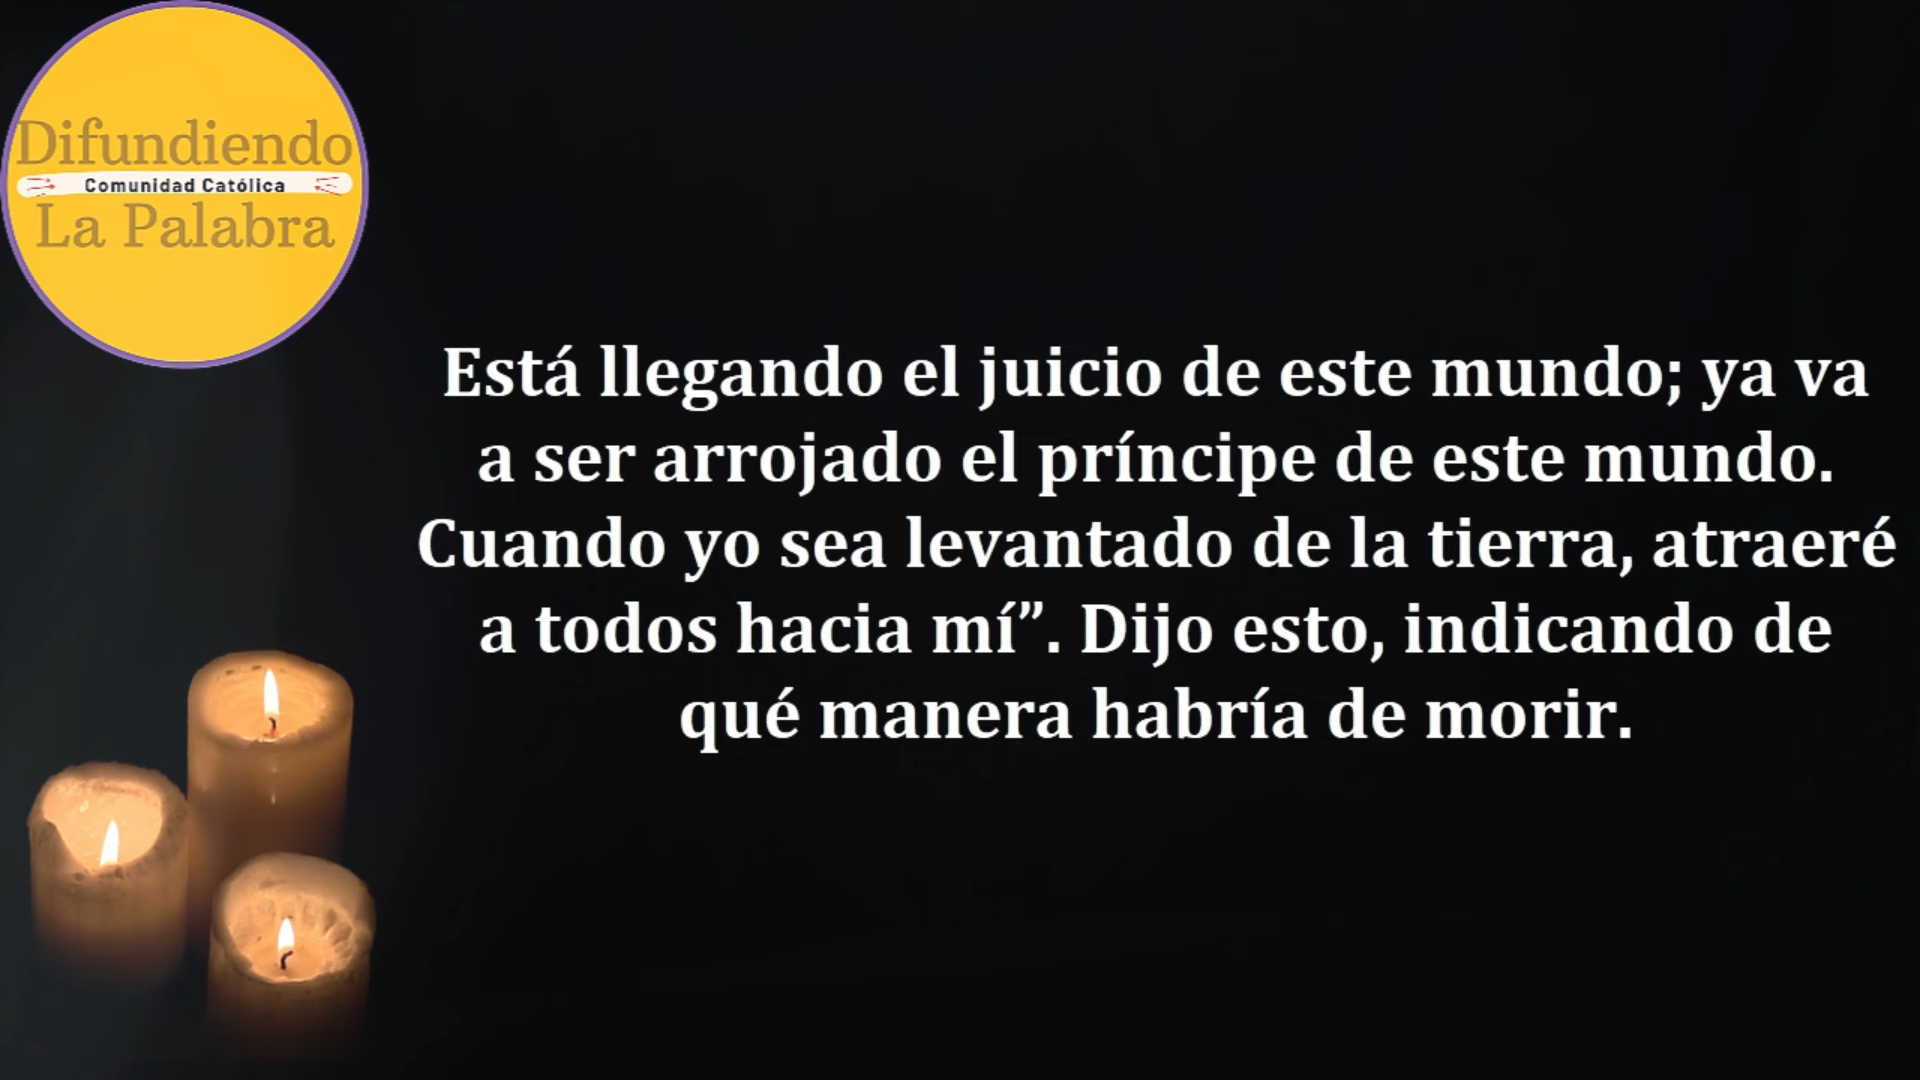 Difundiendo
Comunidad Católica
La Palabra
Está llegando el juicio de este mundo; ya va
a ser arrojado el príncipe de este mundo.
Cuando yo sea levantado de la tierra, atraeré
a todos hacia mí”. Dijo esto, indicando de
qué manera habría de morir.